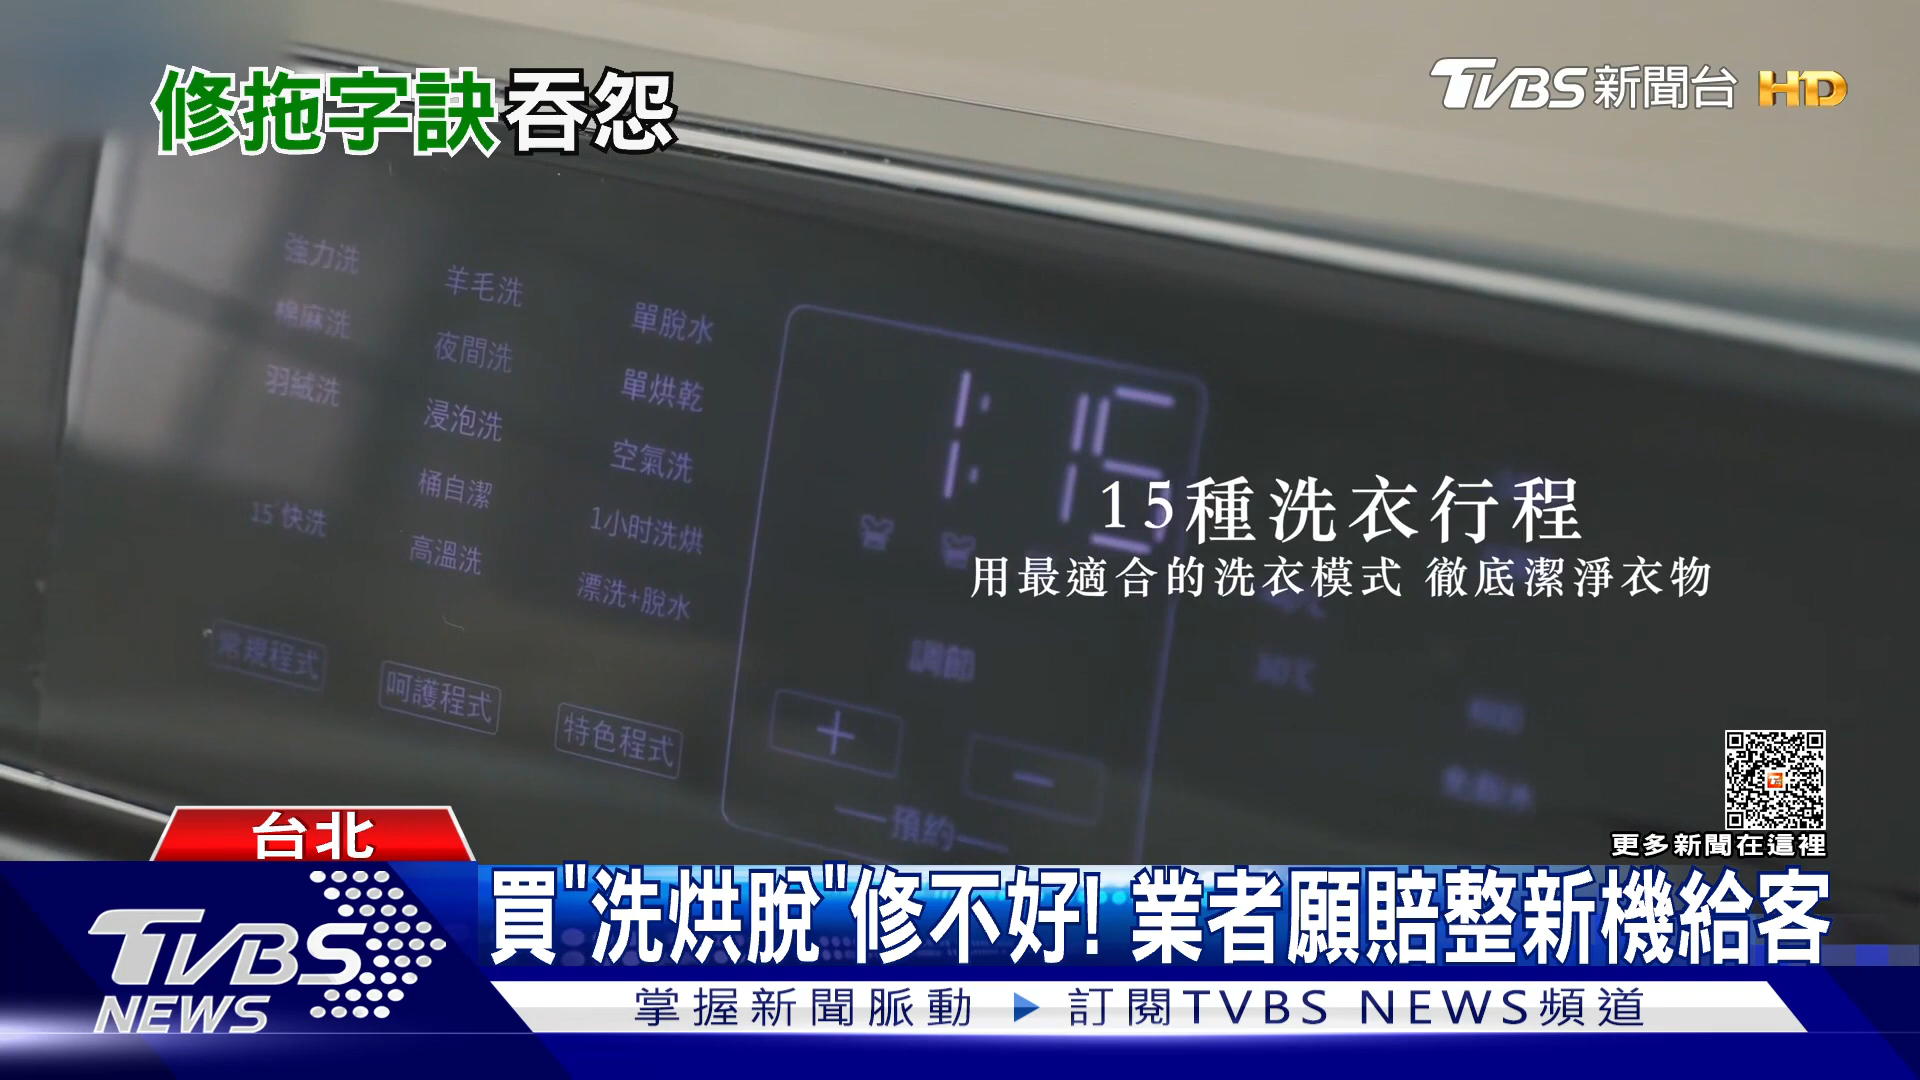 修拖字訣吞怨
TVBS新聞台 HD
強力洗
棉麻洗
羽絨洗
15'快洗
常規程式
羊毛洗
夜間洗
浸泡洗
桶自潔
高溫洗
呵護程式
單脫水
單烘乾
空氣洗
1小时洗烘
漂洗+脫水
特色程式
1:15
調節
+
－
預約
30℃
15種洗衣行程
用最適合的洗衣模式 徹底潔淨衣物
更多新聞在這裡
台北
買"洗烘脫"修不好! 業者願賠整新機給客
TVBS
NEWS
掌握新聞脈動 ▶ 訂閱TVBS NEWS頻道